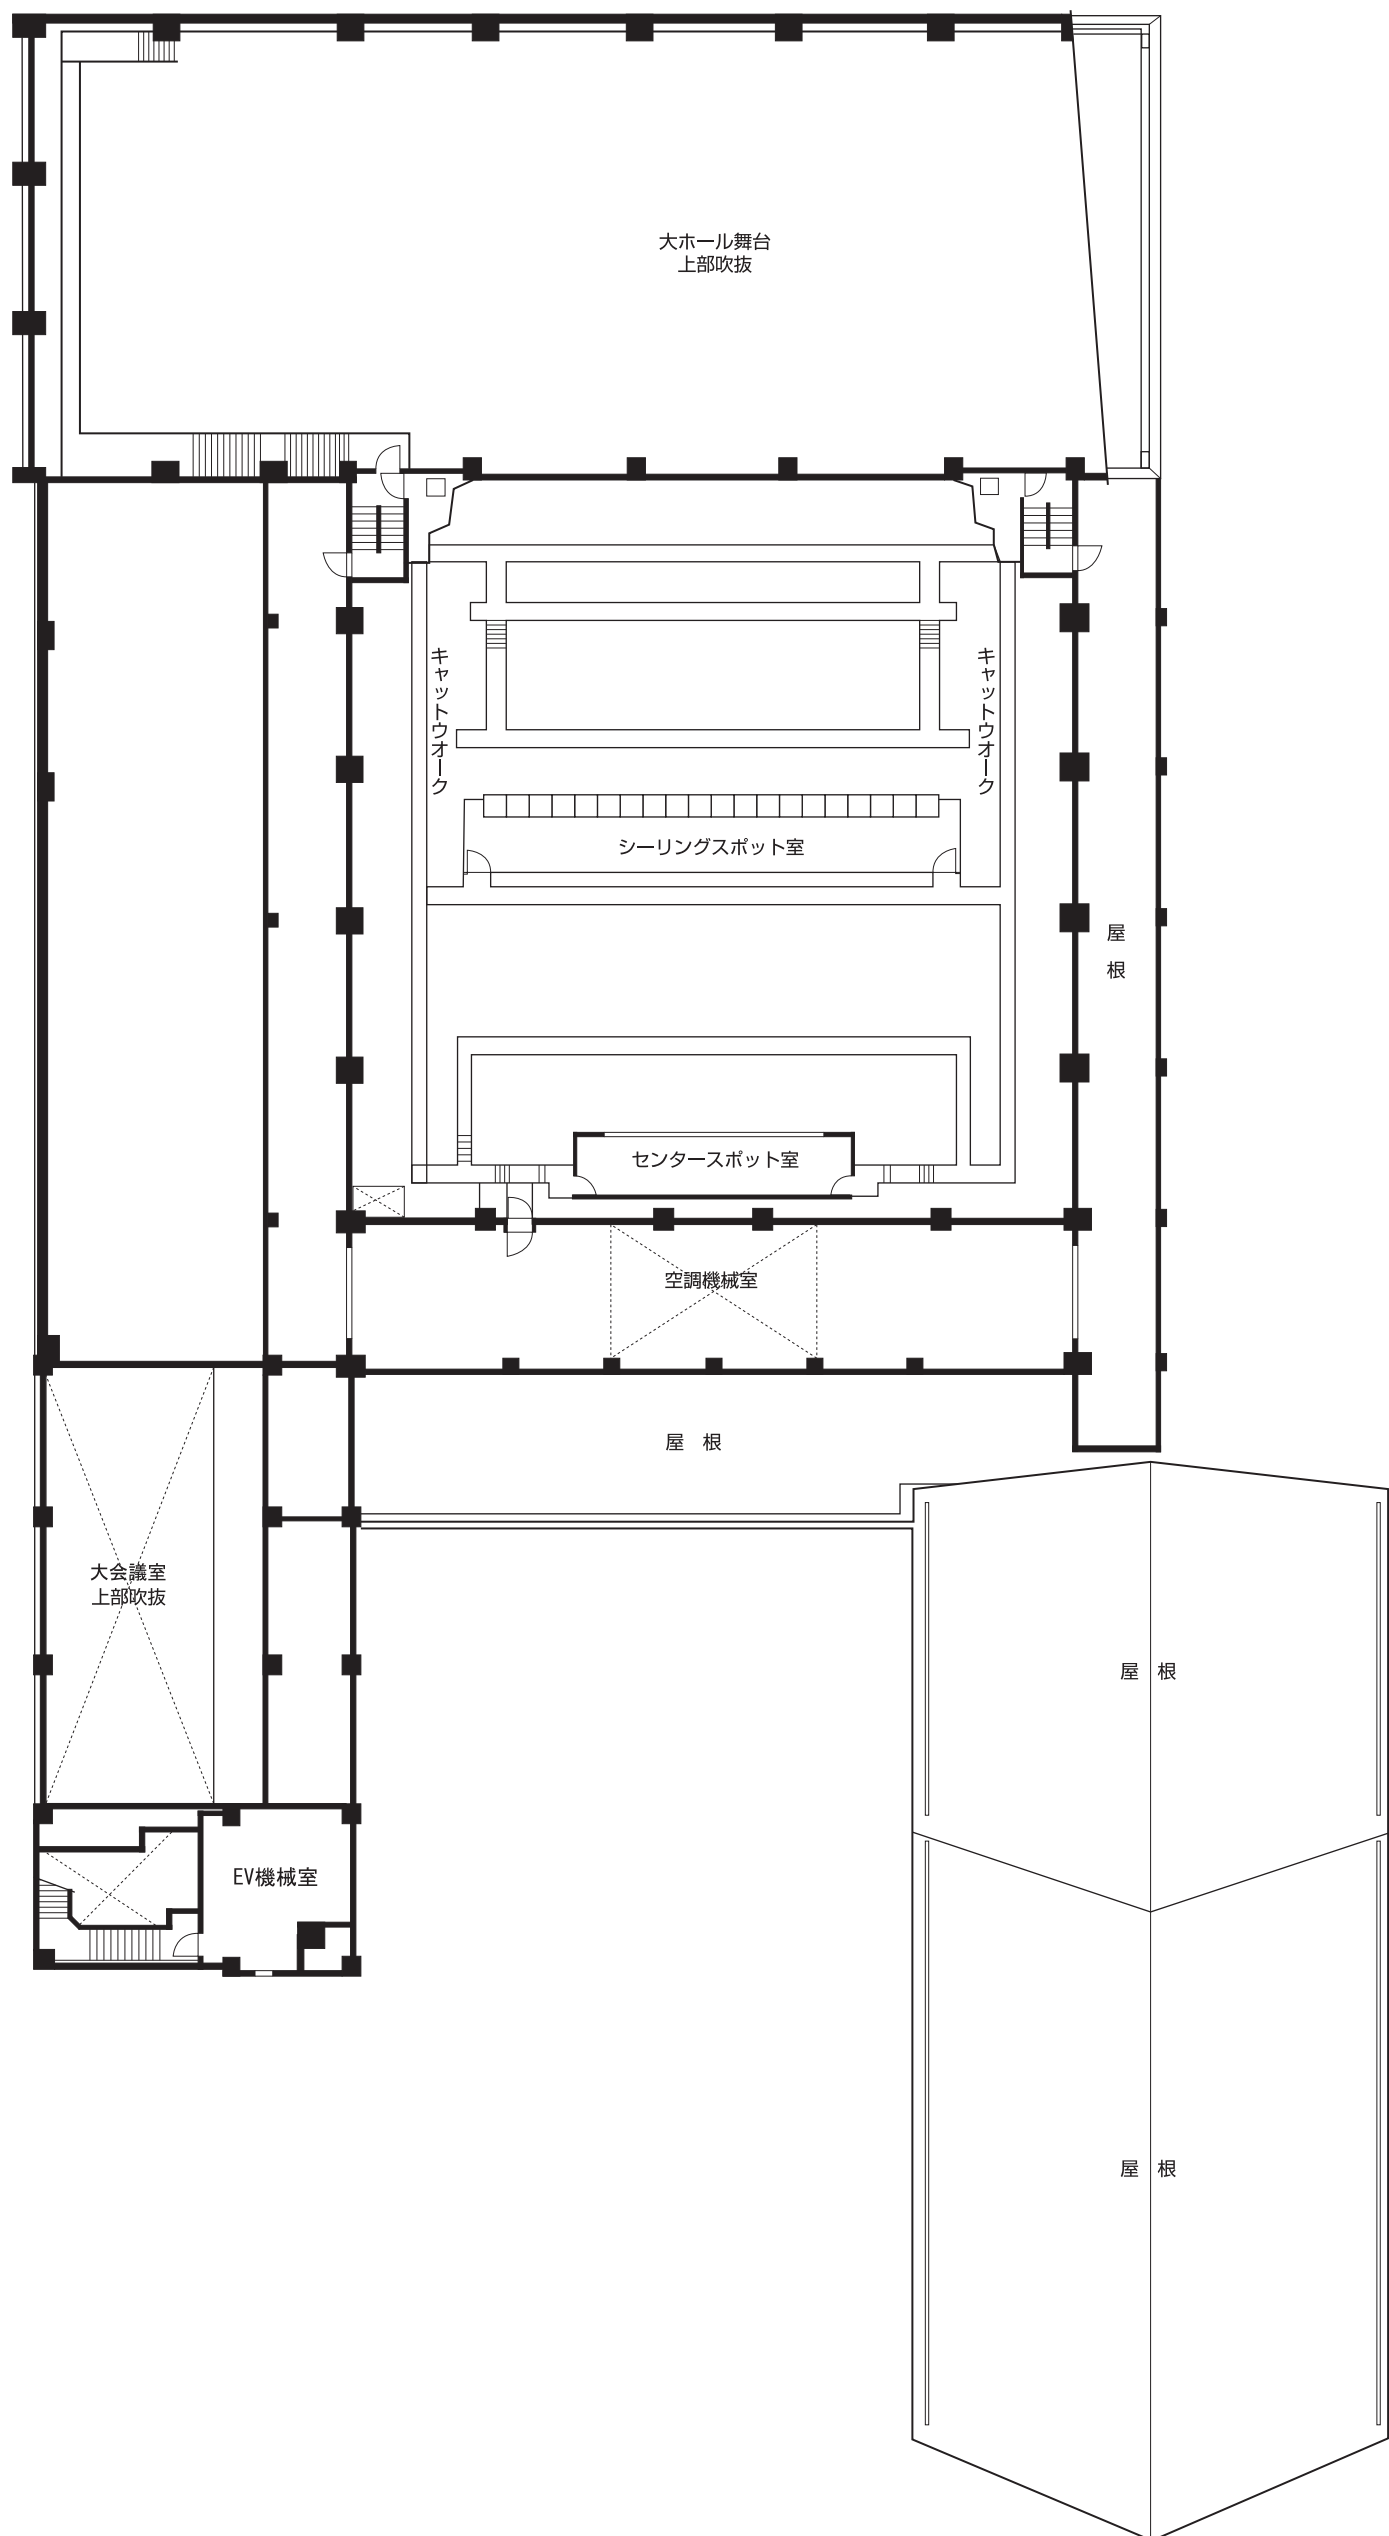 大ホール舞台
上部吹抜
キャットウオーク
キャットウオーク
シーリングスポット室
屋根
センタースポット室
空調機械室
屋 根
大会議室
上部吹抜
屋 根
EV機械室
屋 根